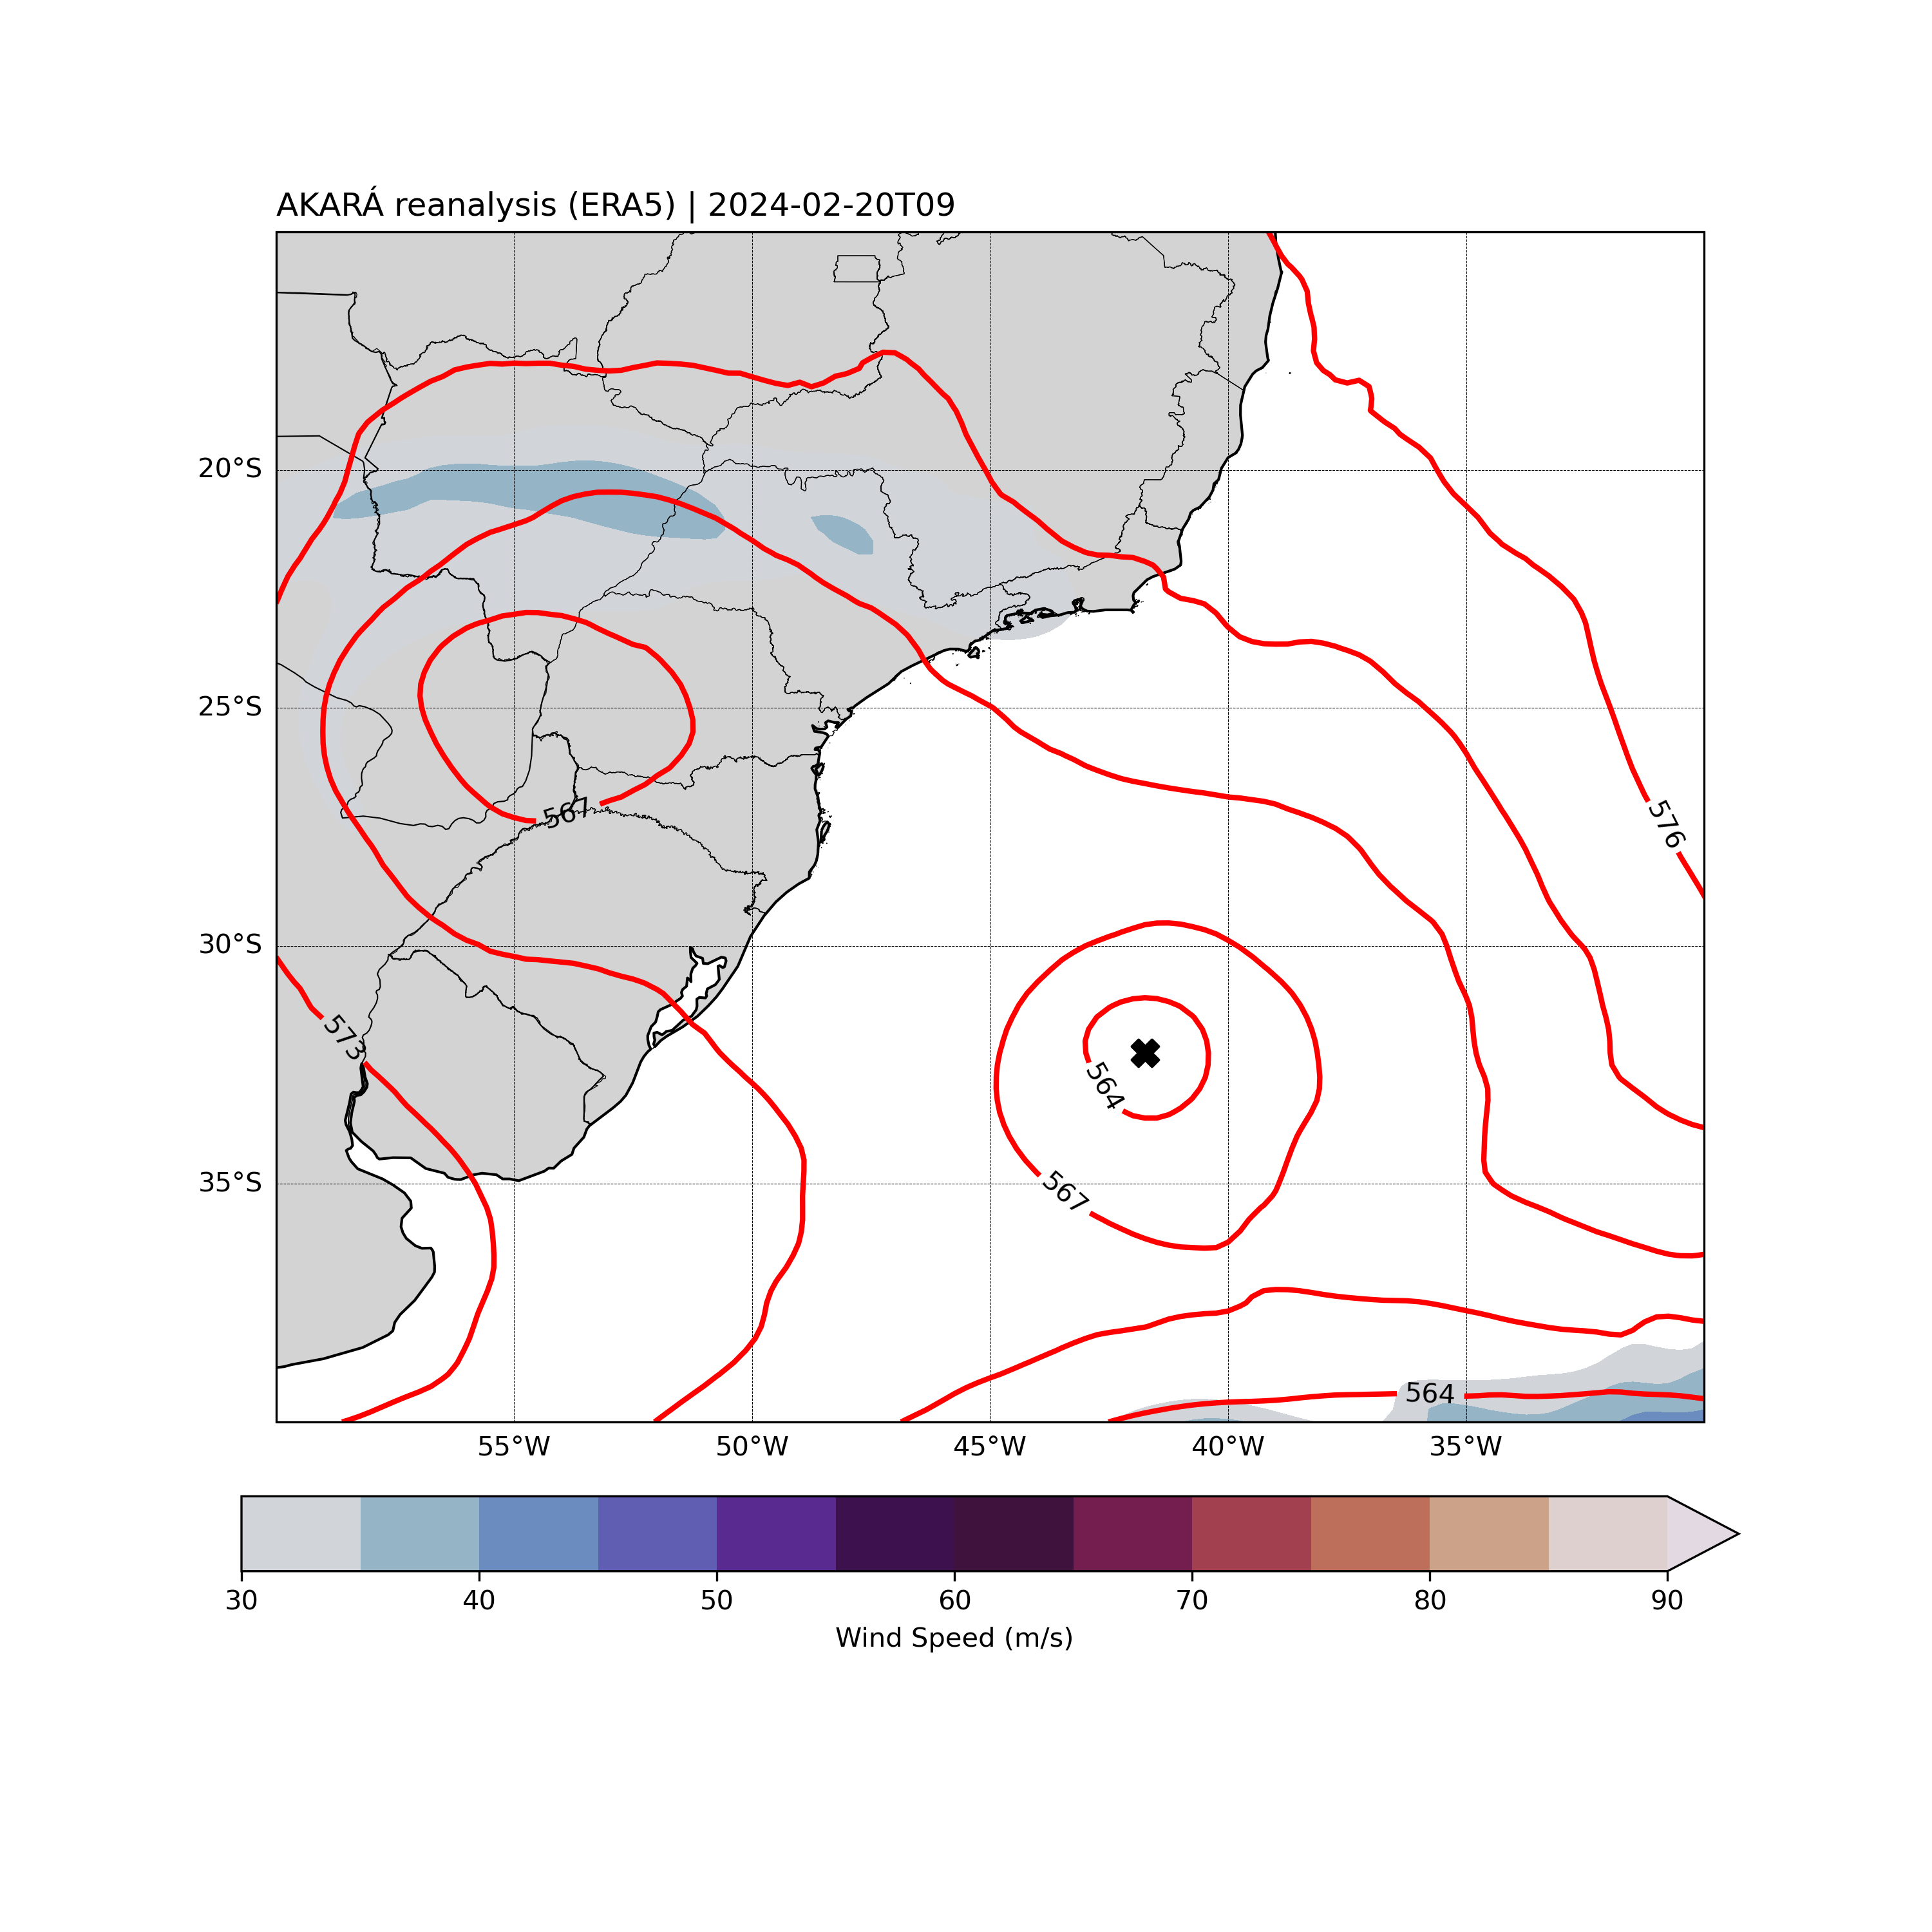 AKARÁ reanalysis (ERA5) | 2024-02-20T09
20°S
25°S
576
567
30°S
573
564
35°S
567
564
55°W 50°W 45°W 40°W 35°W
30 40 50 60 70 80 90
Wind Speed (m/s)